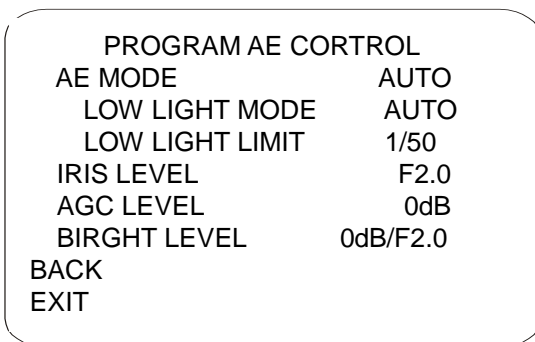 PROGRAM AE CORTROL
AE MODE AUTO
LOW LIGHT MODE AUTO
LOW LIGHT LIMIT 1/50
IRIS LEVEL F2.0
AGC LEVEL 0dB
BIRGHT LEVEL 0dB/F2.0
BACK
EXIT